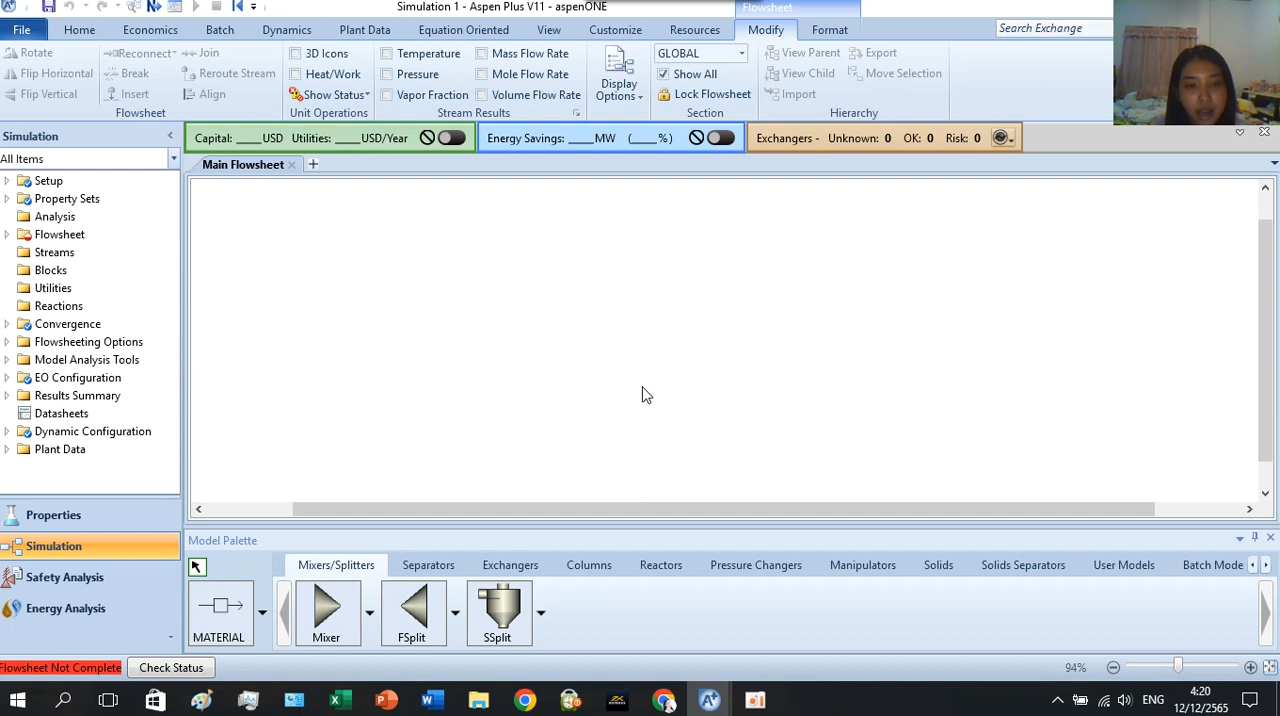 Simulation 1 - Aspen Plus V11 - aspenONE
Flowsheet
File Home Economics Batch Dynamics Plant Data Equation Oriented View Customize Resources Modify Format
Search Exchange
Rotate Reconnect Join
Flip Horizontal Break Reroute Stream
Flip Vertical Insert Align
Flowsheet
3D Icons
Heat/Work
Show Status
Unit Operations
Temperature Mass Flow Rate
Pressure Mole Flow Rate
Vapor Fraction Volume Flow Rate
Stream Results
Display
Options
GLOBAL
Show All
Lock Flowsheet
Section
View Parent Export
View Child Move Selection
Import
Hierarchy
Simulation
Capital: ____ USD Utilities: ____ USD/Year
Energy Savings: ____ MW (____ %)
Exchangers - Unknown: 0 OK: 0 Risk: 0
All Items
Main Flowsheet
Setup
Property Sets
Analysis
Flowsheet
Streams
Blocks
Utilities
Reactions
Convergence
Flowsheeting Options
Model Analysis Tools
EO Configuration
Results Summary
Datasheets
Dynamic Configuration
Plant Data
Properties
Simulation
Safety Analysis
Energy Analysis
Model Palette
Mixers/Splitters Separators Exchangers Columns Reactors Pressure Changers Manipulators Solids Solids Separators User Models Batch Mode
MATERIAL Mixer FSplit SSplit
Flowsheet Not Complete Check Status
94%
ENG
4:20
12/12/2565